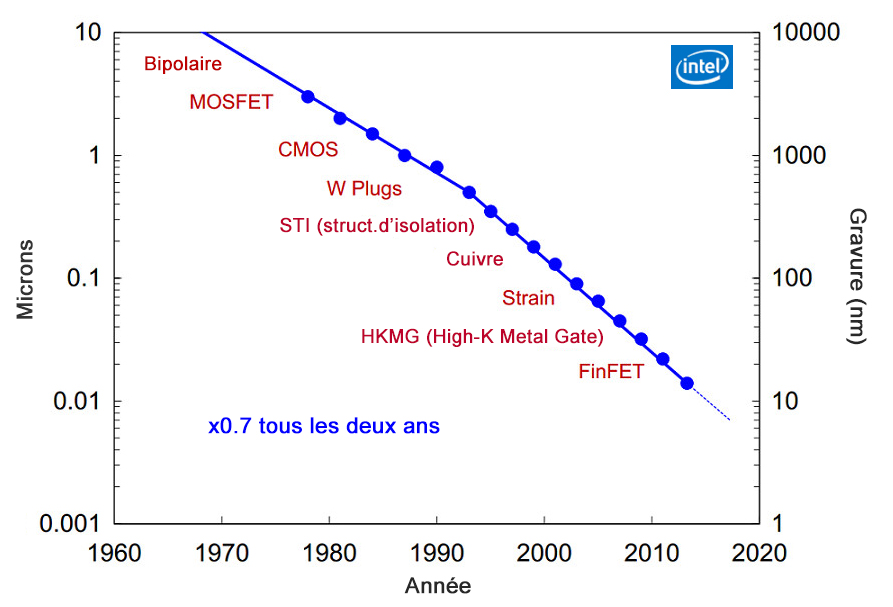 10
10000
intel
Bipolaire
MOSFET
1
1000
CMOS
W Plugs
STI (struct.d'isolation)
Cuivre
Microns
Gravure (nm)
0.1
100
Strain
HKMG (High-K Metal Gate)
FinFET
0.01
10
x0.7 tous les deux ans
0.001
1
1960
1970
1980
1990
2000
2010
2020
Année